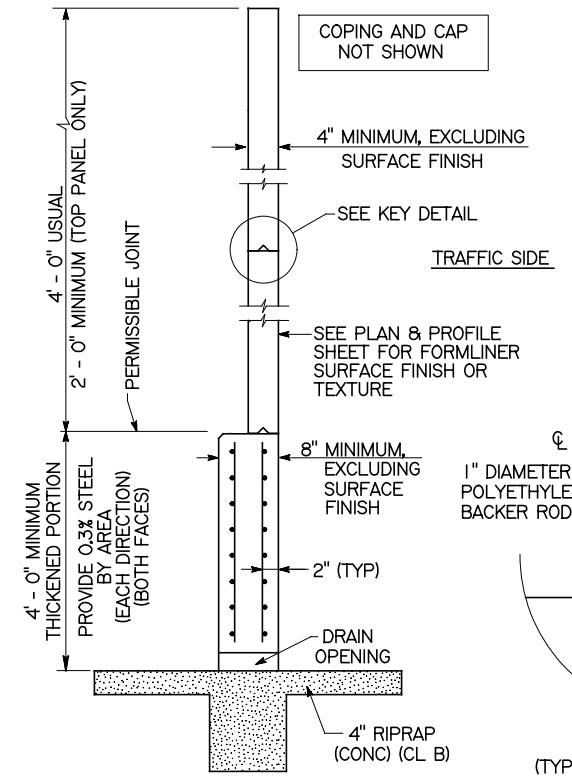 COPING AND CAP
NOT SHOWN
4" MINIMUM, EXCLUDING
SURFACE FINISH
SEE KEY DETAIL
TRAFFIC SIDE
4' - 0" USUAL
2' - 0" MINIMUM (TOP PANEL ONLY)
PERMISSIBLE JOINT
SEE PLAN & PROFILE
SHEET FOR FORMLINER
SURFACE FINISH OR
TEXTURE
8" MINIMUM,
EXCLUDING
SURFACE
FINISH
℄
1" DIAMETER
POLYETHYLE
BACKER ROD
4' - 0" MINIMUM
THICKENED PORTION
PROVIDE 0.3% STEEL
BY AREA
(EACH DIRECTION)
(BOTH FACES)
2" (TYP)
DRAIN
OPENING
4" RIPRAP
(CONC) (CL B)
(TYP